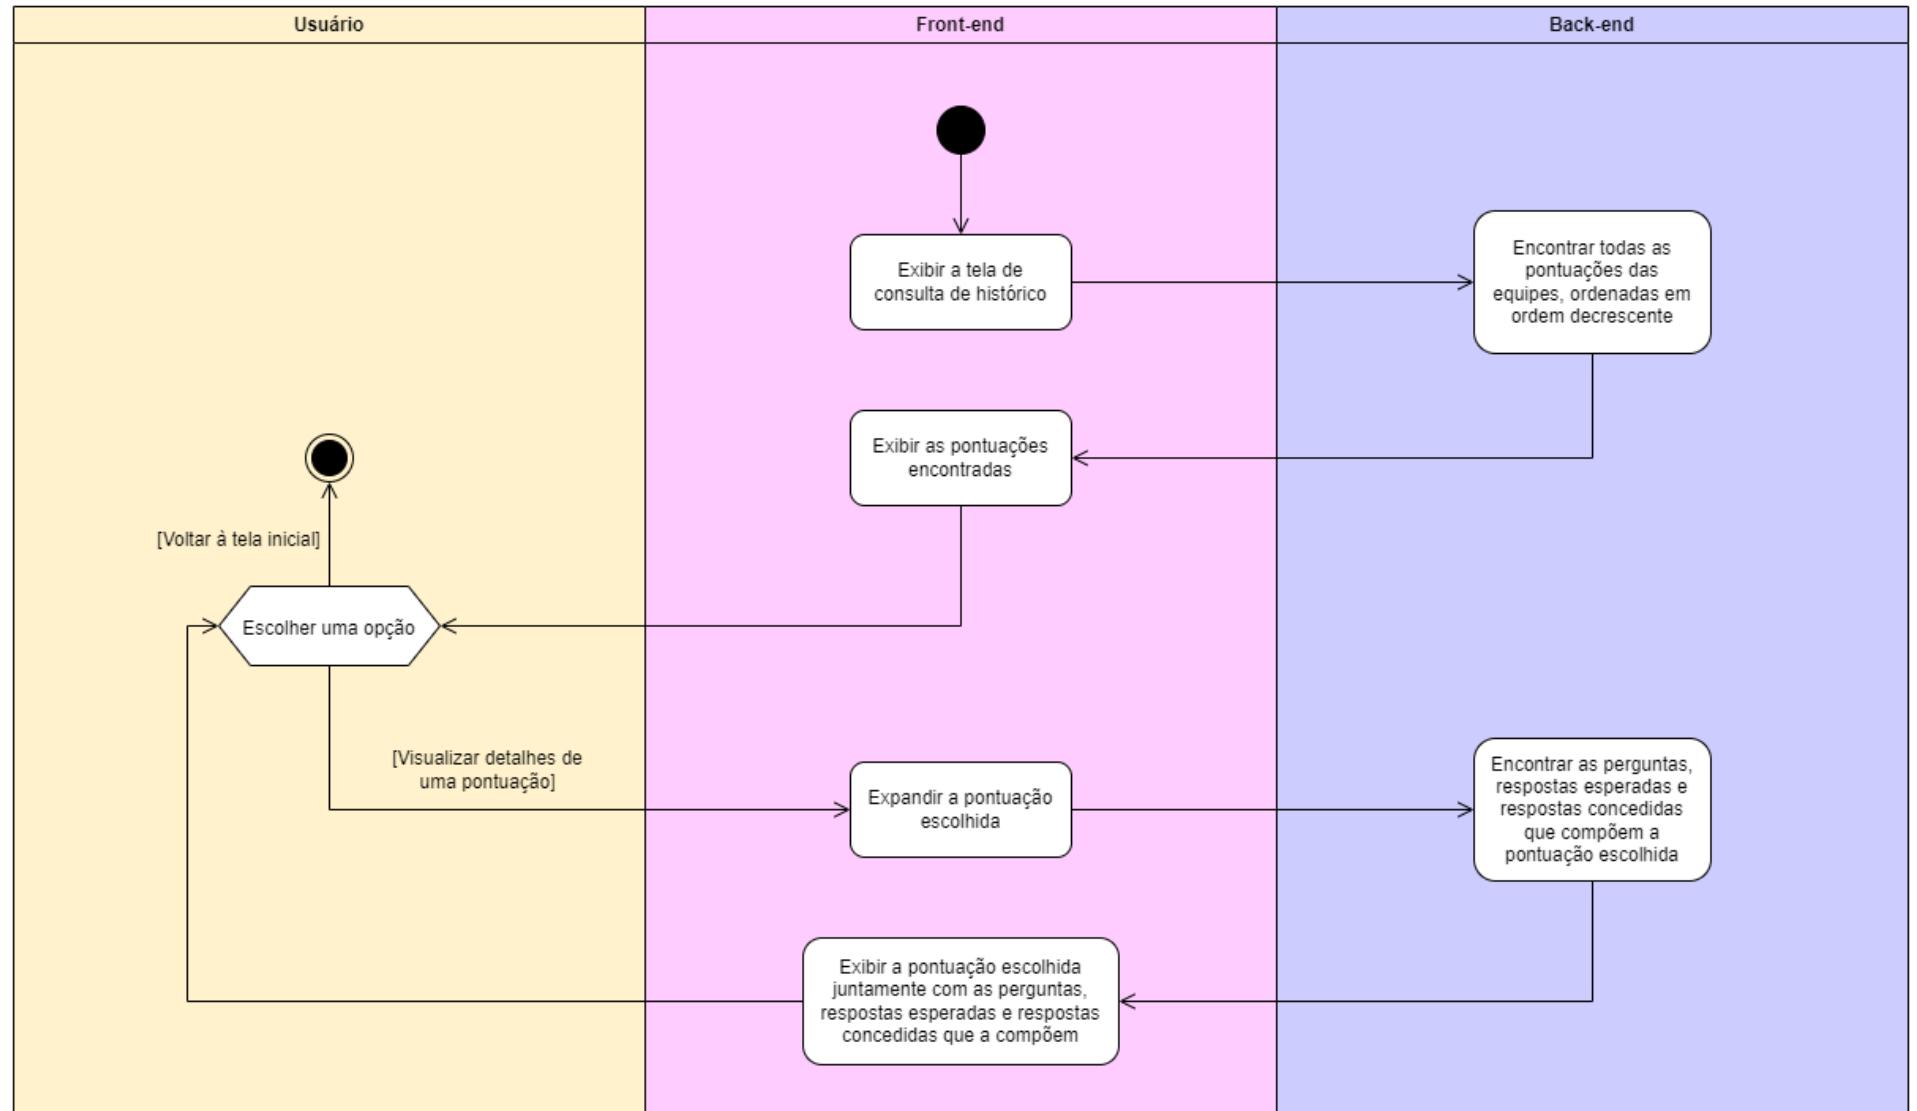 Usuário
Front-end
Back-end
Exibir a tela de
consulta de histórico
Encontrar todas as
pontuações das
equipes, ordenadas em
ordem decrescente
Exibir as pontuações
encontradas
[Voltar à tela inicial]
Escolher uma opção
[Visualizar detalhes de
uma pontuação]
Expandir a pontuação
escolhida
Encontrar as perguntas,
respostas esperadas e
respostas concedidas
que compõem a
pontuação escolhida
Exibir a pontuação escolhida
juntamente com as perguntas,
respostas esperadas e respostas
concedidas que a compõem